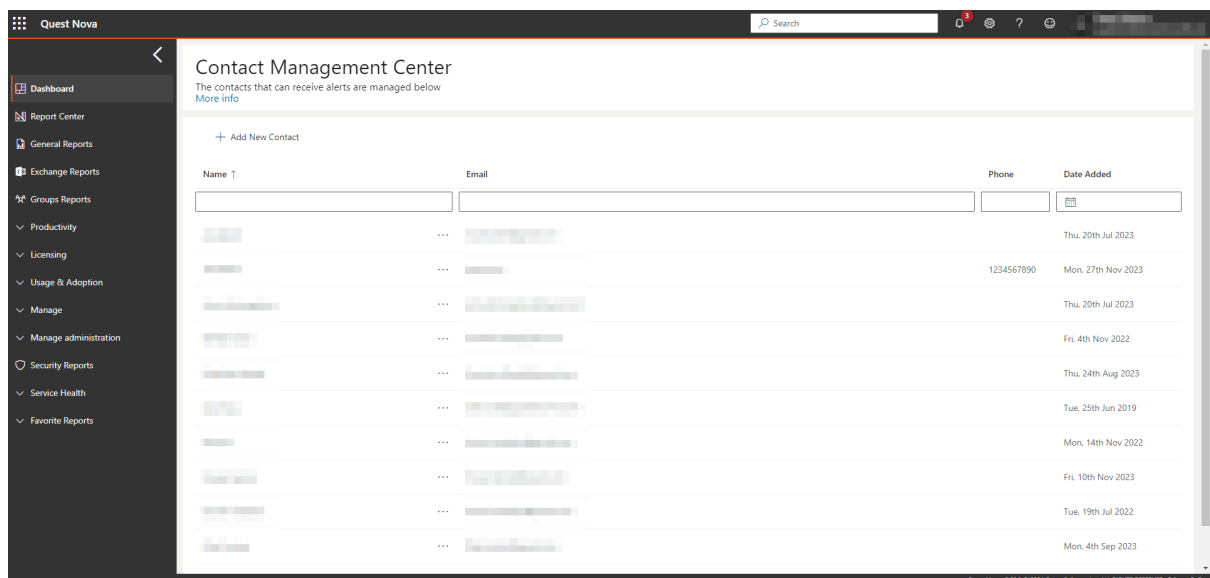 Quest Nova
Search
3
?
Contact Management Center
The contacts that can receive alerts are managed below
More info
Dashboard
Report Center
General Reports
Exchange Reports
Groups Reports
Productivity
Licensing
Usage & Adoption
Manage
Manage administration
Security Reports
Service Health
Favorite Reports
+ Add New Contact
Name ↑ Email Phone Date Added
... Thu, 20th Jul 2023
... 1234567890 Mon, 27th Nov 2023
... Thu, 20th Jul 2023
... Fri, 4th Nov 2022
... Thu, 24th Aug 2023
... Tue, 25th Jun 2019
... Mon, 14th Nov 2022
... Fri, 10th Nov 2023
... Tue, 19th Jul 2022
... Mon, 4th Sep 2023